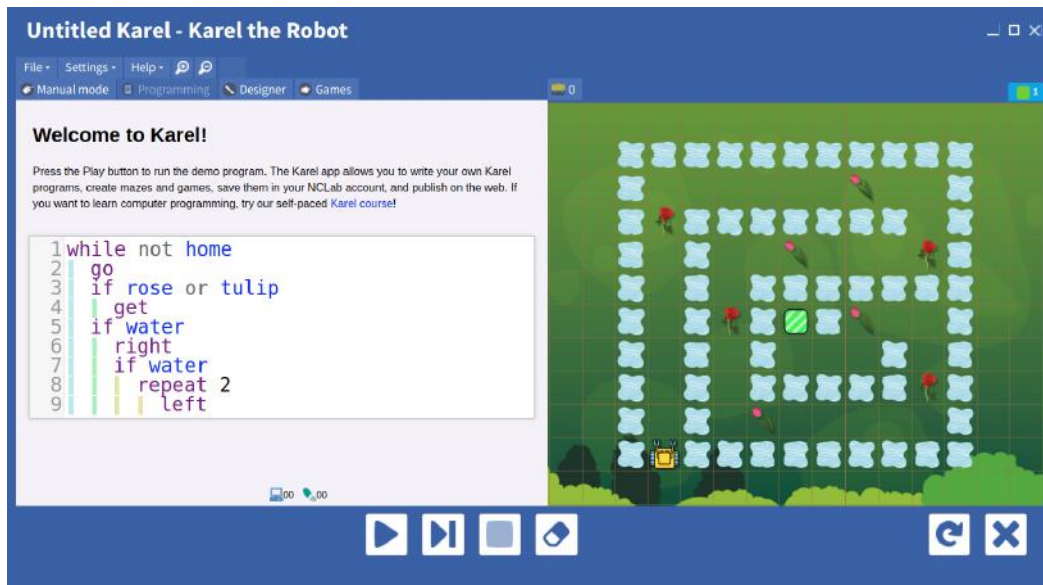 Untitled Karel - Karel the Robot
File Settings Help
Manual mode Programming Designer Games
0
1
Welcome to Karel!
Press the Play button to run the demo program. The Karel app allows you to write your own Karel
programs, create mazes and games, save them in your NCLab account, and publish on the web. If
you want to learn computer programming, try our self-paced Karel course!
1 while not home
2 go
3 if rose or tulip
4 get
5 if water
6 right
7 if water
8 repeat 2
9 left
00 00